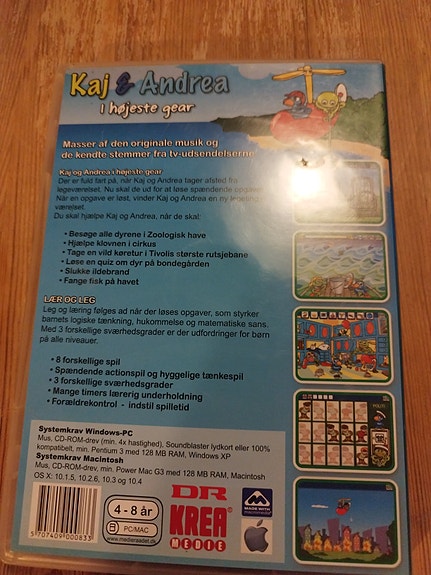 Kaj & Andrea
I højeste gear
Masser af den originale musik og
de kendte stemmer fra tv-udsendelserne
Kaj og Andrea i højeste gear
Der er fuld fart på, når Kaj og Andrea tager afsted fra
legeværelset. Nu skal de ud for at løse spændende opgaver.
Når en opgave er løst, vinder Kaj og Andrea en ny ting til
værelset.
Du skal hjælpe Kaj og Andrea, når de skal:
• Besøge alle dyrene i Zoologisk have
• Hjælpe klovnen i cirkus
• Tage en vild køretur i Tivolis største rutsjebane
• Løse en quiz om dyr på bondegården
• Slukke ildebrand
• Fange fisk på havet
LÆR OG LEG
Leg og læring følges ad når der løses opgaver, som styrker
barnets logiske tænkning, hukommelse og matematiske sans.
Med 3 forskellige sværhedsgrader er der udfordringer for børn
på alle niveauer.
• 8 forskellige spil
• Spændende actionspil og hyggelige tænkespil
• 3 forskellige sværhedsgrader
• Mange timers lærerig underholdning
• Forældrekontrol - indstil spilletid
Systemkrav Windows-PC
Mus, CD-ROM-drev (min. 4x hastighed), Soundblaster lydkort eller 100%
kompatibelt, min. Pentium 3 med 128 MB RAM, Windows XP
Systemkrav Macintosh
Mus, CD-ROM-drev, min. Power Mac G3 med 128 MB RAM, Macintosh
OS X: 10.1.5, 10.2.6, 10.3 og 10.4
5 707409 000833
4 - 8 år
PC/MAC
www.medieraadet.dk
DR
KREA
MEDIE
MADE WITH
macromedia